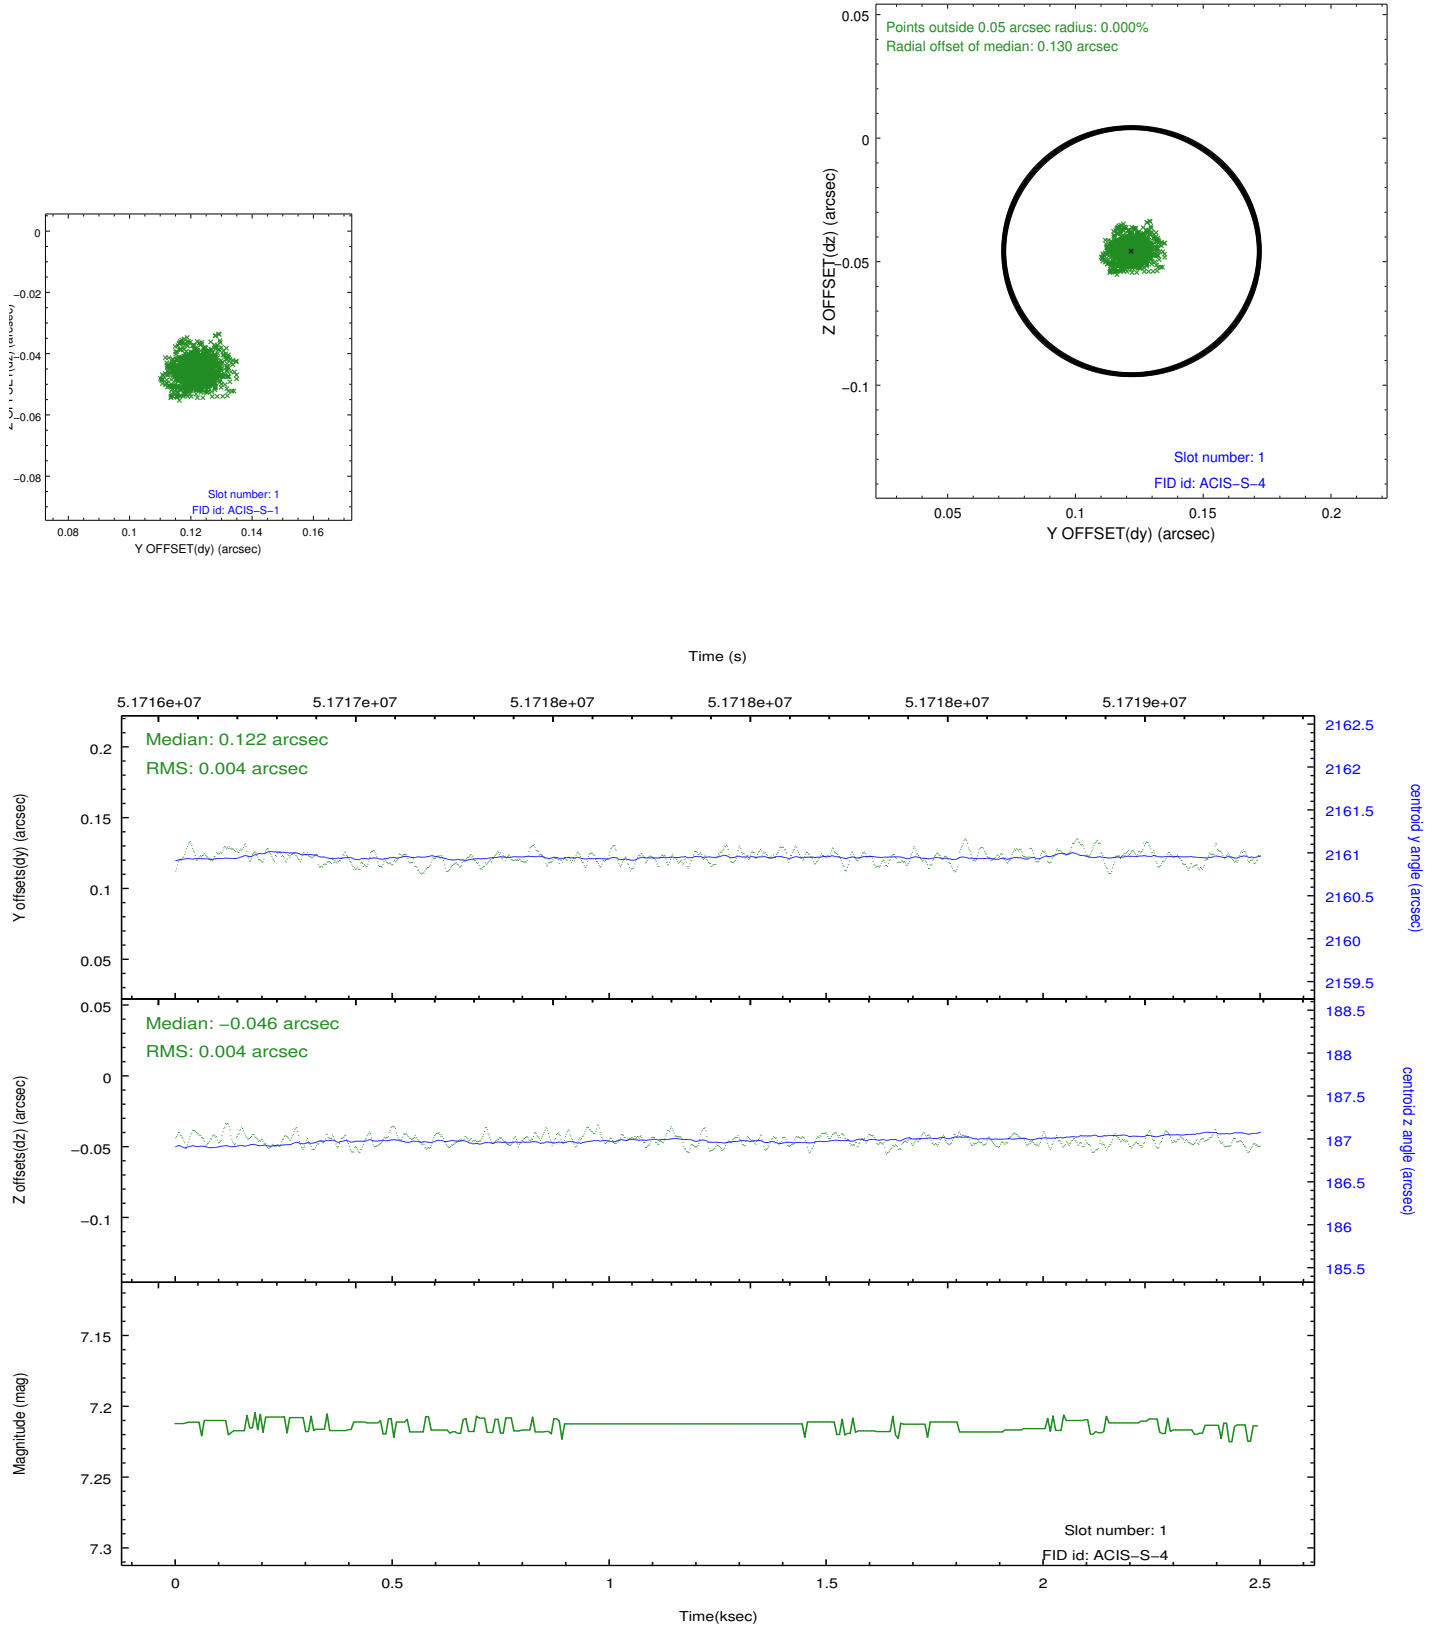 0
−0.02
−0.04
−0.06
−0.08
0.08
0.1
0.12
0.14
0.16
Y OFFSET(dy) (arcsec)
Slot number: 1
FID id: ACIS−S−1
Points outside 0.05 arcsec radius: 0.000%
Radial offset of median: 0.130 arcsec
0.05
0
−0.05
−0.1
Z OFFSET(dz) (arcsec)
Slot number: 1
FID id: ACIS−S−4
0.05
0.1
0.15
0.2
Y OFFSET(dy) (arcsec)
Time (s)
5.1716e+07 5.1717e+07 5.1718e+07 5.1718e+07 5.1718e+07 5.1719e+07
Median: 0.122 arcsec
RMS: 0.004 arcsec
0.2
0.15
0.1
0.05
Y offsets(dy) (arcsec)
2162.5
2162
2161.5
2161
2160.5
2160
2159.5
centroid y angle (arcsec)
Median: −0.046 arcsec
RMS: 0.004 arcsec
0.05
0
−0.05
−0.1
Z offsets(dz) (arcsec)
188.5
188
187.5
187
186.5
186
185.5
centroid z angle (arcsec)
7.15
7.2
7.25
7.3
Magnitude (mag)
Slot number: 1
FID id: ACIS−S−4
0 0.5 1 1.5 2 2.5
Time(ksec)